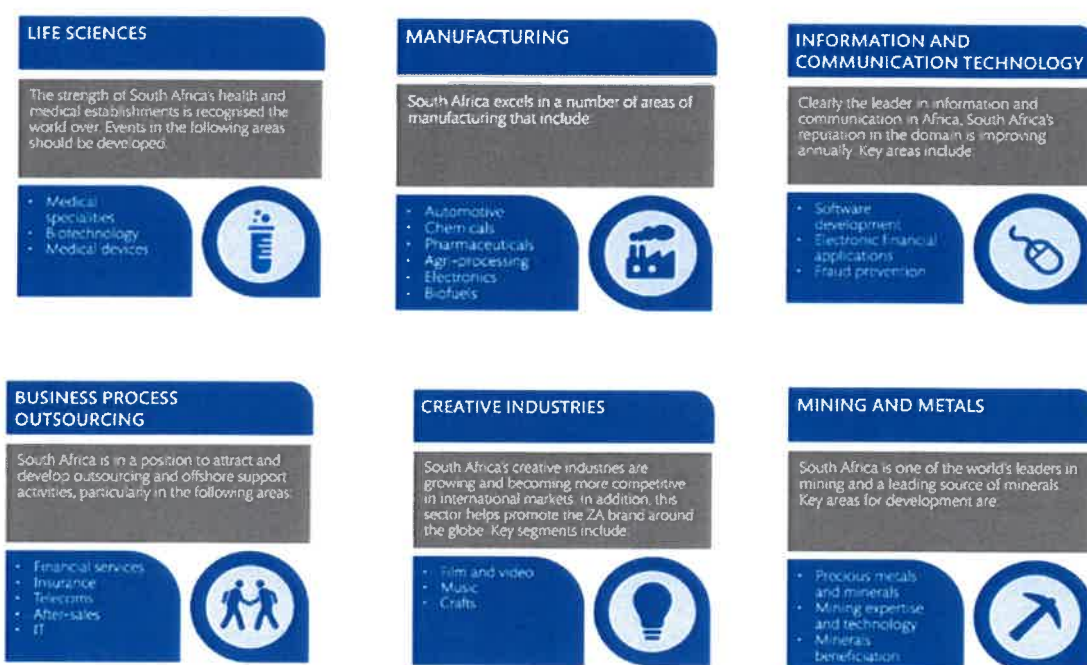 LIFE SCIENCES
The strength of South Africa's health and
medical establishments is recognised the
world over. Events in the following areas
should be developed.
• Medical
specialities
• Biotechnology
• Medical devices
MANUFACTURING
South Africa excels in a number of areas of
manufacturing that include
• Automotive
• Chemicals
• Pharmaceuticals
• Agri-processing
• Electronics
• Biofuels
INFORMATION AND
COMMUNICATION TECHNOLOGY
Clearly the leader in information and
communication in Africa, South Africa's
reputation in the domain is improving
annually. Key areas include
• Software
development
• Electronic financial
applications
• Fraud prevention
BUSINESS PROCESS
OUTSOURCING
South Africa is in a position to attract and
develop outsourcing and offshore support
activities, particularly in the following areas:
• Financial services
• Insurance
• Telecoms
• After-sales
• IT
CREATIVE INDUSTRIES
South Africa's creative industries are
growing and becoming more competitive
in international markets. In addition, this
sector helps promote the ZA brand around
the globe. Key segments include:
• Film and video
• Music
• Crafts
MINING AND METALS
South Africa is one of the world's leaders in
mining and a leading source of minerals.
Key areas for development are:
• Precious metals
and minerals
• Mining expertise
and technology
• Minerals
beneficiation